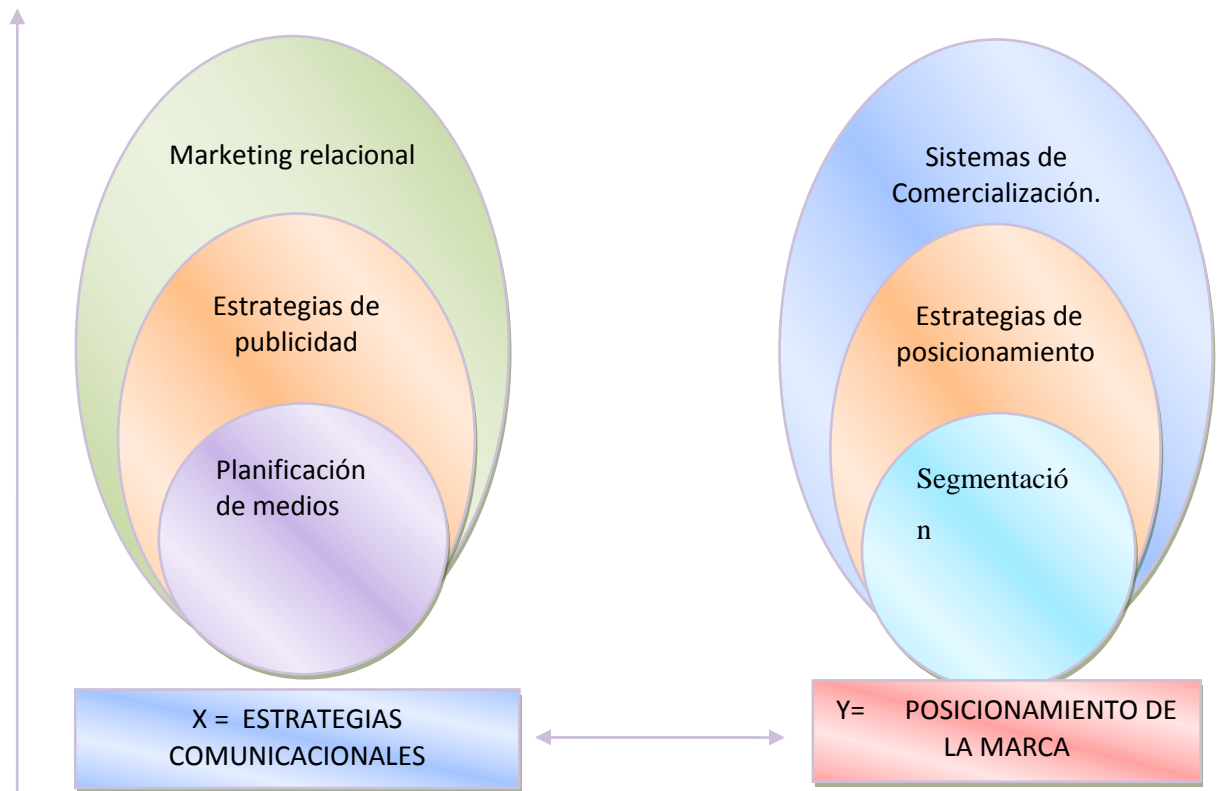 Marketing relacional
Estrategias de
publicidad
Planificación
de medios
X = ESTRATEGIAS
COMUNICACIONALES
Sistemas de
Comercialización.
Estrategias de
posicionamiento
Segmentació
n
Y= POSICIONAMIENTO DE
LA MARCA